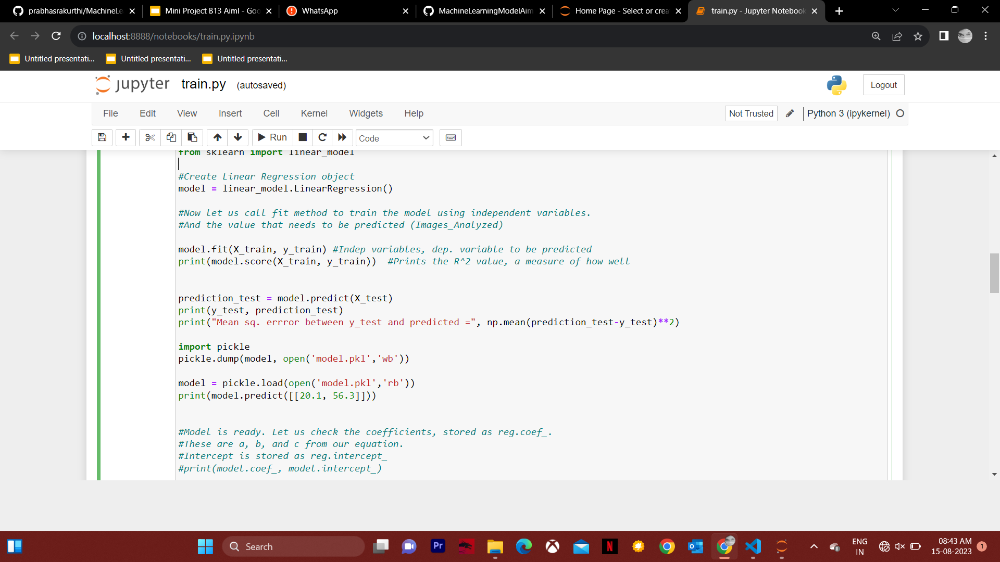 prabhasrakurthi/MachineLe
Mini Project B13 Aiml - Goo
WhatsApp
MachineLearningModelAim
Home Page - Select or crea
train.py - Jupyter Notebook
localhost:8888/notebooks/train.py.ipynb
Untitled presentati...
Untitled presentati...
Untitled presentati...
jupyter train.py (autosaved)
Logout
File Edit View Insert Cell Kernel Widgets Help
Not Trusted
Python 3 (ipykernel)
Run
Code
from sklearn import linear_model
#Create Linear Regression object
model = linear_model.LinearRegression()
#Now let us call fit method to train the model using independent variables.
#And the value that needs to be predicted (Images_Analyzed)
model.fit(X_train, y_train) #Indep variables, dep. variable to be predicted
print(model.score(X_train, y_train))  #Prints the R^2 value, a measure of how well
prediction_test = model.predict(X_test)
print(y_test, prediction_test)
print("Mean sq. errror between y_test and predicted =", np.mean(prediction_test-y_test)**2)
import pickle
pickle.dump(model, open('model.pkl','wb'))
model = pickle.load(open('model.pkl','rb'))
print(model.predict([[20.1, 56.3]]))
#Model is ready. Let us check the coefficients, stored as reg.coef_.
#These are a, b, and c from our equation.
#Intercept is stored as reg.intercept_
#print(model.coef_, model.intercept_)
Search
Pr
N
ENG
IN
08:43 AM
15-08-2023
1